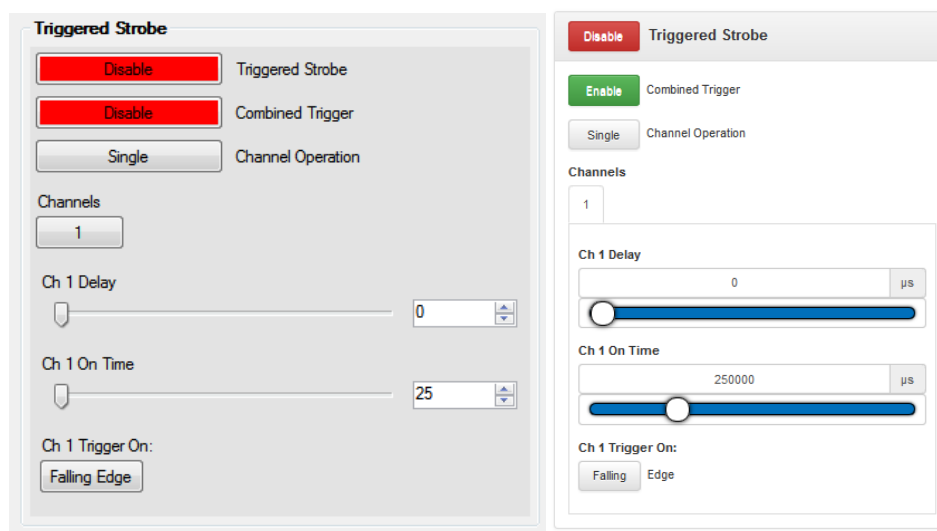 Triggered Strobe
Disable Triggered Strobe
Disable Combined Trigger
Single Channel Operation
Channels
1
Ch 1 Delay
0
Ch 1 On Time
25
Ch 1 Trigger On:
Falling Edge
Disable Triggered Strobe
Enable Combined Trigger
Single Channel Operation
Channels
1
Ch 1 Delay
0 µs
Ch 1 On Time
250000 µs
Ch 1 Trigger On:
Falling Edge